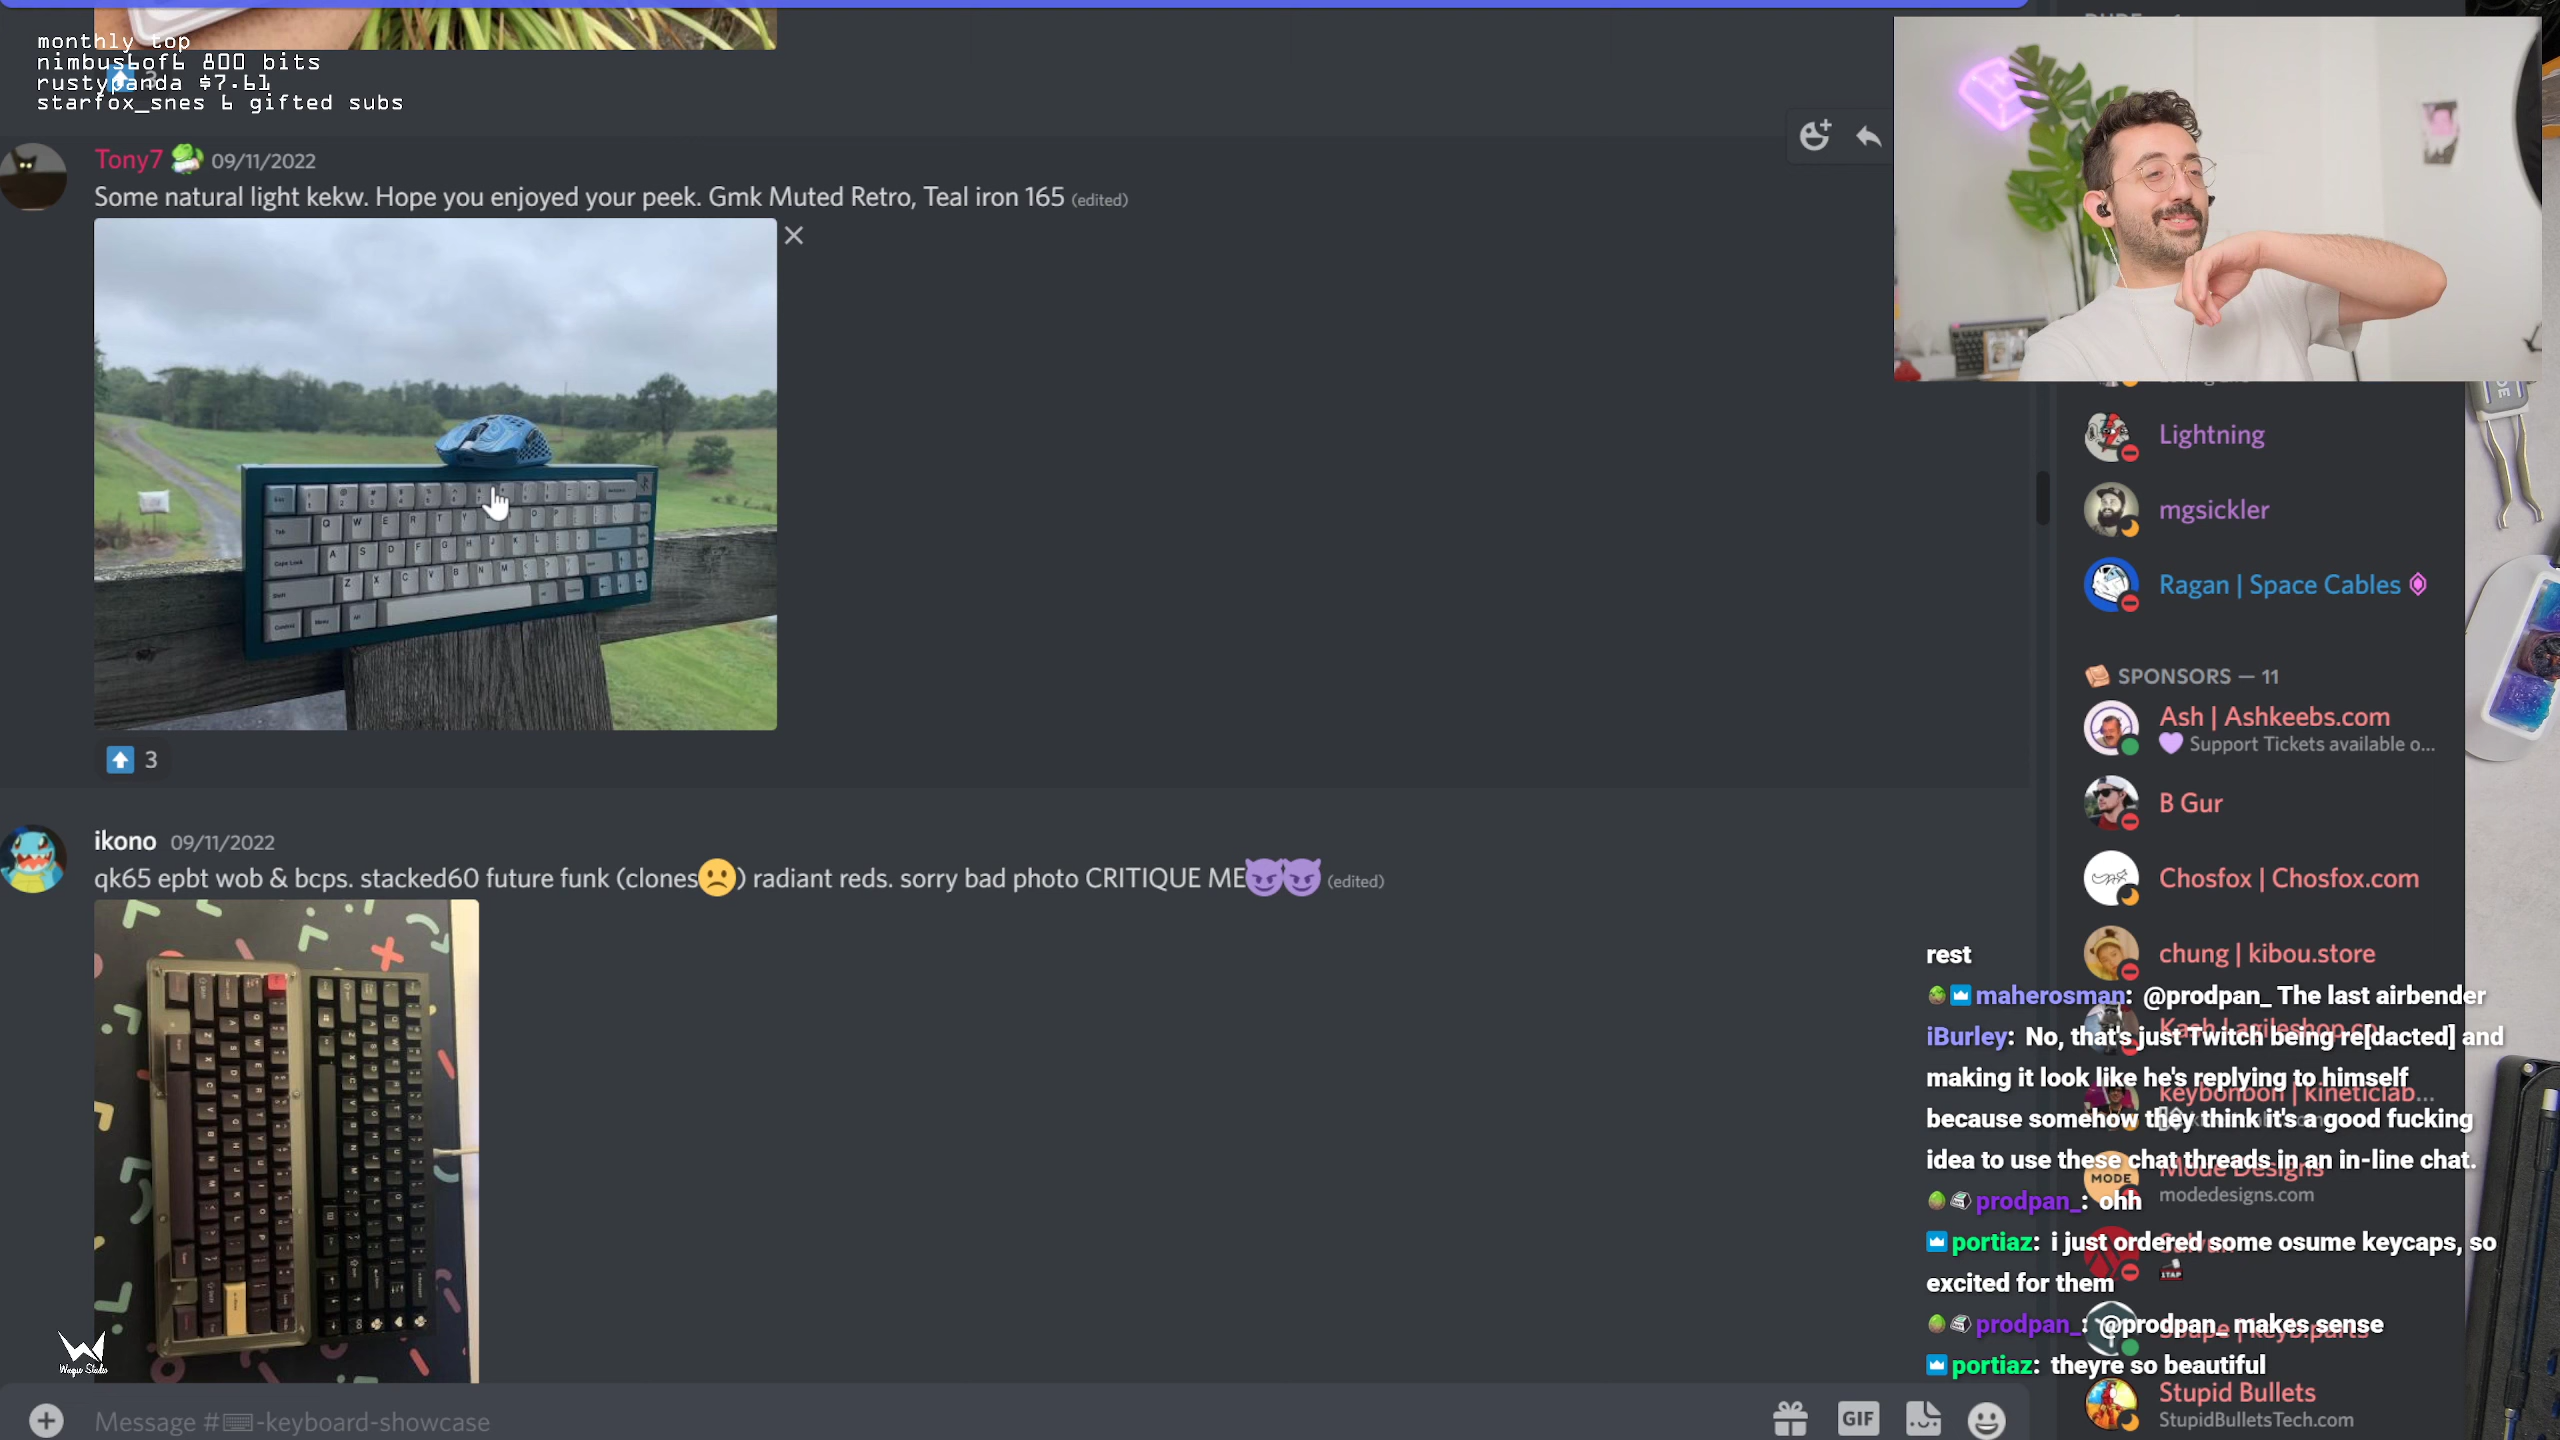 monthly top
nimbus6of6 800 bits
rustypanda $7.61
starfox_snes 6 gifted subs
3
Tony7 09/11/2022
Some natural light kekw. Hope you enjoyed your peek. Gmk Muted Retro, Teal iron 165 (edited)
3
ikono 09/11/2022
qk65 epbt wob & bcps. stacked60 future funk (clones) radiant reds. sorry bad photo CRITIQUE ME (edited)
Message #-keyboard-showcase
GIF
Lightning
mgsickler
Ragan | Space Cables
SPONSORS — 11
Ash | Ashkeebs.com
Support Tickets available o...
B Gur
Chosfox | Chosfox.com
chung | kibou.store
keybonbon | kineticlab...
MODE
Mode Designs
modedesigns.com
1TAP
Stupid Bullets
StupidBulletsTech.com
rest
maherosman: @prodpan_ The last airbender
iBurley: No, that's just Twitch being re[dacted] and
making it look like he's replying to himself
because somehow they think it's a good fucking
idea to use these chat threads in an in-line chat.
prodpan_: ohh
portiaz: i just ordered some osume keycaps, so
excited for them
prodpan_: @prodpan_ makes sense
portiaz: theyre so beautiful